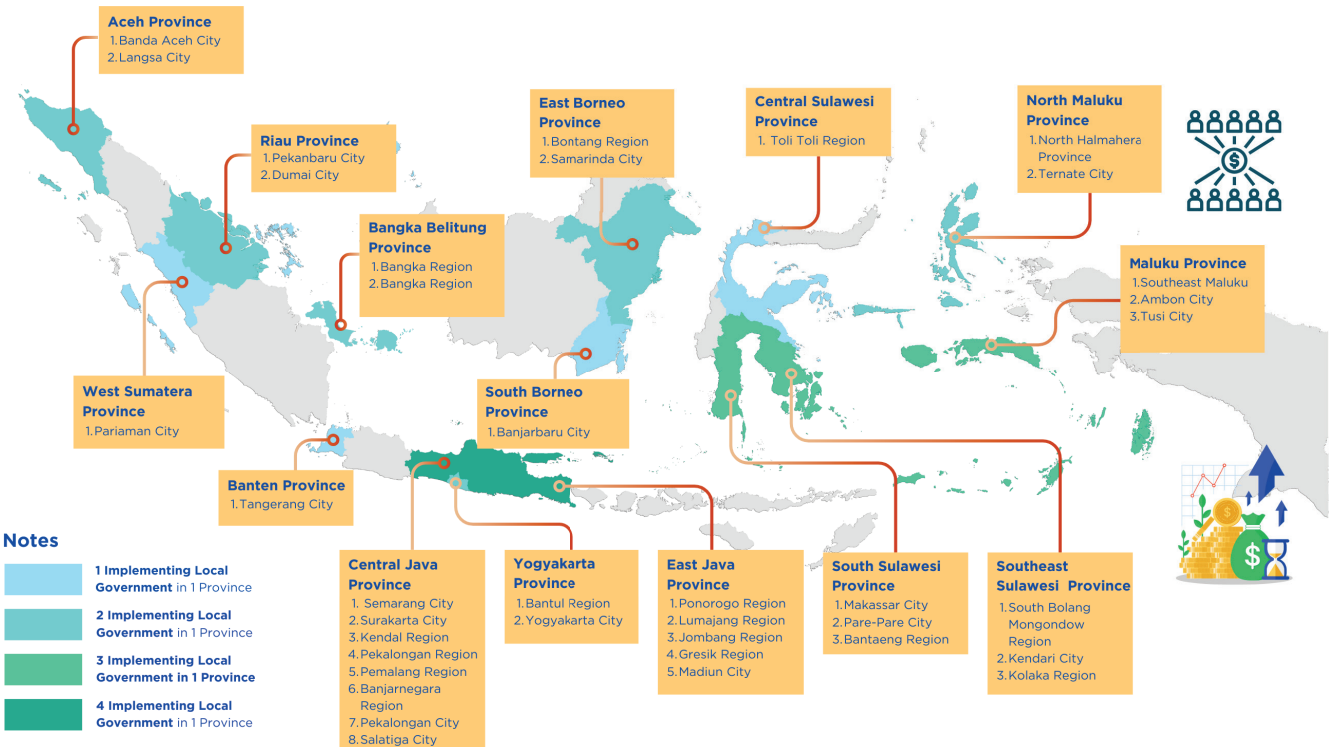 Aceh Province
1. Banda Aceh City
2. Langsa City
Riau Province
1. Pekanbaru City
2. Dumai City
Bangka Belitung
Province
1. Bangka Region
2. Bangka Region
East Borneo
Province
1. Bontang Region
2. Samarinda City
Central Sulawesi
Province
1. Toli Toli Region
North Maluku
Province
1. North Halmahera
Province
2. Ternate City
$
Maluku Province
1. Southeast Maluku
2. Ambon City
3. Tusi City
West Sumatera
Province
1. Pariaman City
South Borneo
Province
1. Banjarbaru City
Banten Province
1. Tangerang City
$
$
Notes
1 Implementing Local
Government in 1 Province
2 Implementing Local
Government in 1 Province
3 Implementing Local
Government in 1 Province
4 Implementing Local
Government in 1 Province
Central Java
Province
1. Semarang City
2. Surakarta City
3. Kendal Region
4. Pekalongan Region
5. Pemalang Region
6. Banjarnegara
Region
7. Pekalongan City
8. Salatiga City
Yogyakarta
Province
1. Bantul Region
2. Yogyakarta City
East Java
Province
1. Ponorogo Region
2. Lumajang Region
3. Jombang Region
4. Gresik Region
5. Madiun City
South Sulawesi
Province
1. Makassar City
2. Pare-Pare City
3. Bantaeng Region
Southeast
Sulawesi Province
1. South Bolang
Mongondow
Region
2. Kendari City
3. Kolaka Region